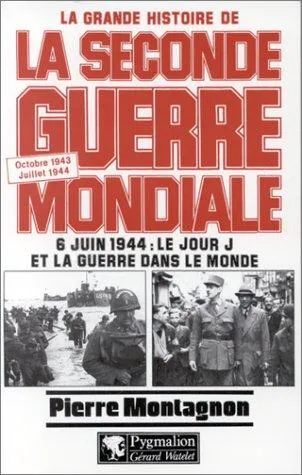 LA GRANDE HISTOIRE DE
LA SECONDE
GUERRE
Octobre 1943
Juillet 1944
MONDIALE
6 JUIN 1944 : LE JOUR J
ET LA GUERRE DANS LE MONDE
Pierre Montagnon
Pygmalion
Gérard Watelet